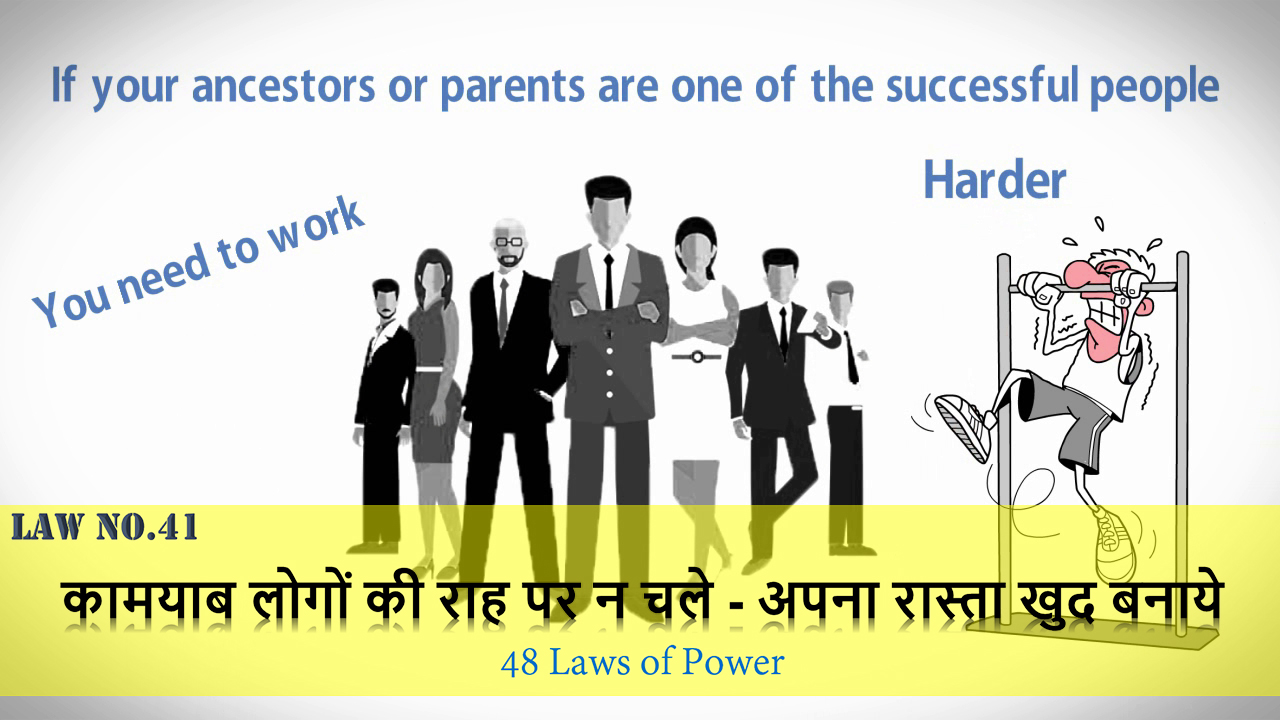 If your ancestors or parents are one of the successful people
You need to work
Harder
LAW NO.41
कामयाब लोगों की राह पर न चले - अपना रास्ता खुद बनाये
48 Laws of Power